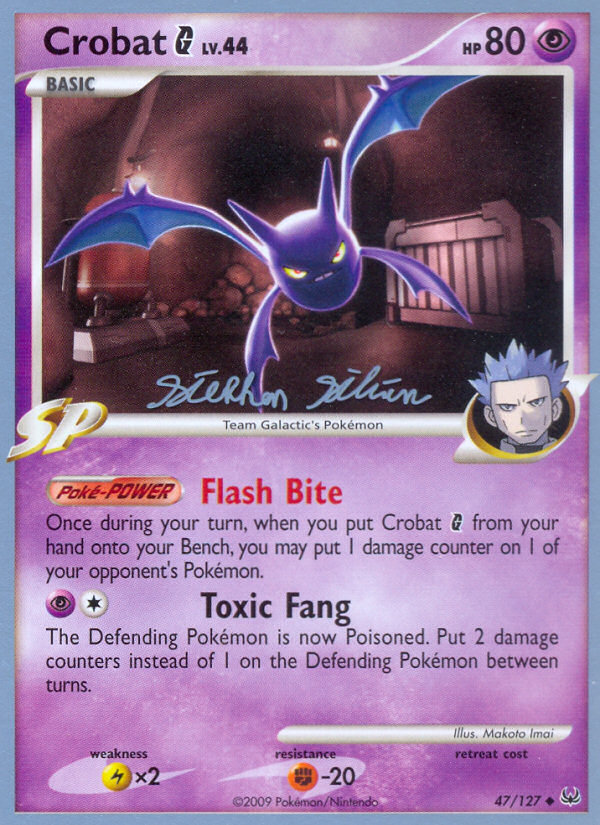 Crobat G LV.44 HP 80
BASIC
Stephen Silvestro
SP
Team Galactic's Pokémon
Poké-POWER Flash Bite
Once during your turn, when you put Crobat G from your
hand onto your Bench, you may put 1 damage counter on 1 of
your opponent's Pokémon.
Toxic Fang
The Defending Pokémon is now Poisoned. Put 2 damage
counters instead of 1 on the Defending Pokémon between
turns.
Illus. Makoto Imai
weakness resistance retreat cost
×2 -20
©2009 Pokémon/Nintendo 47/127